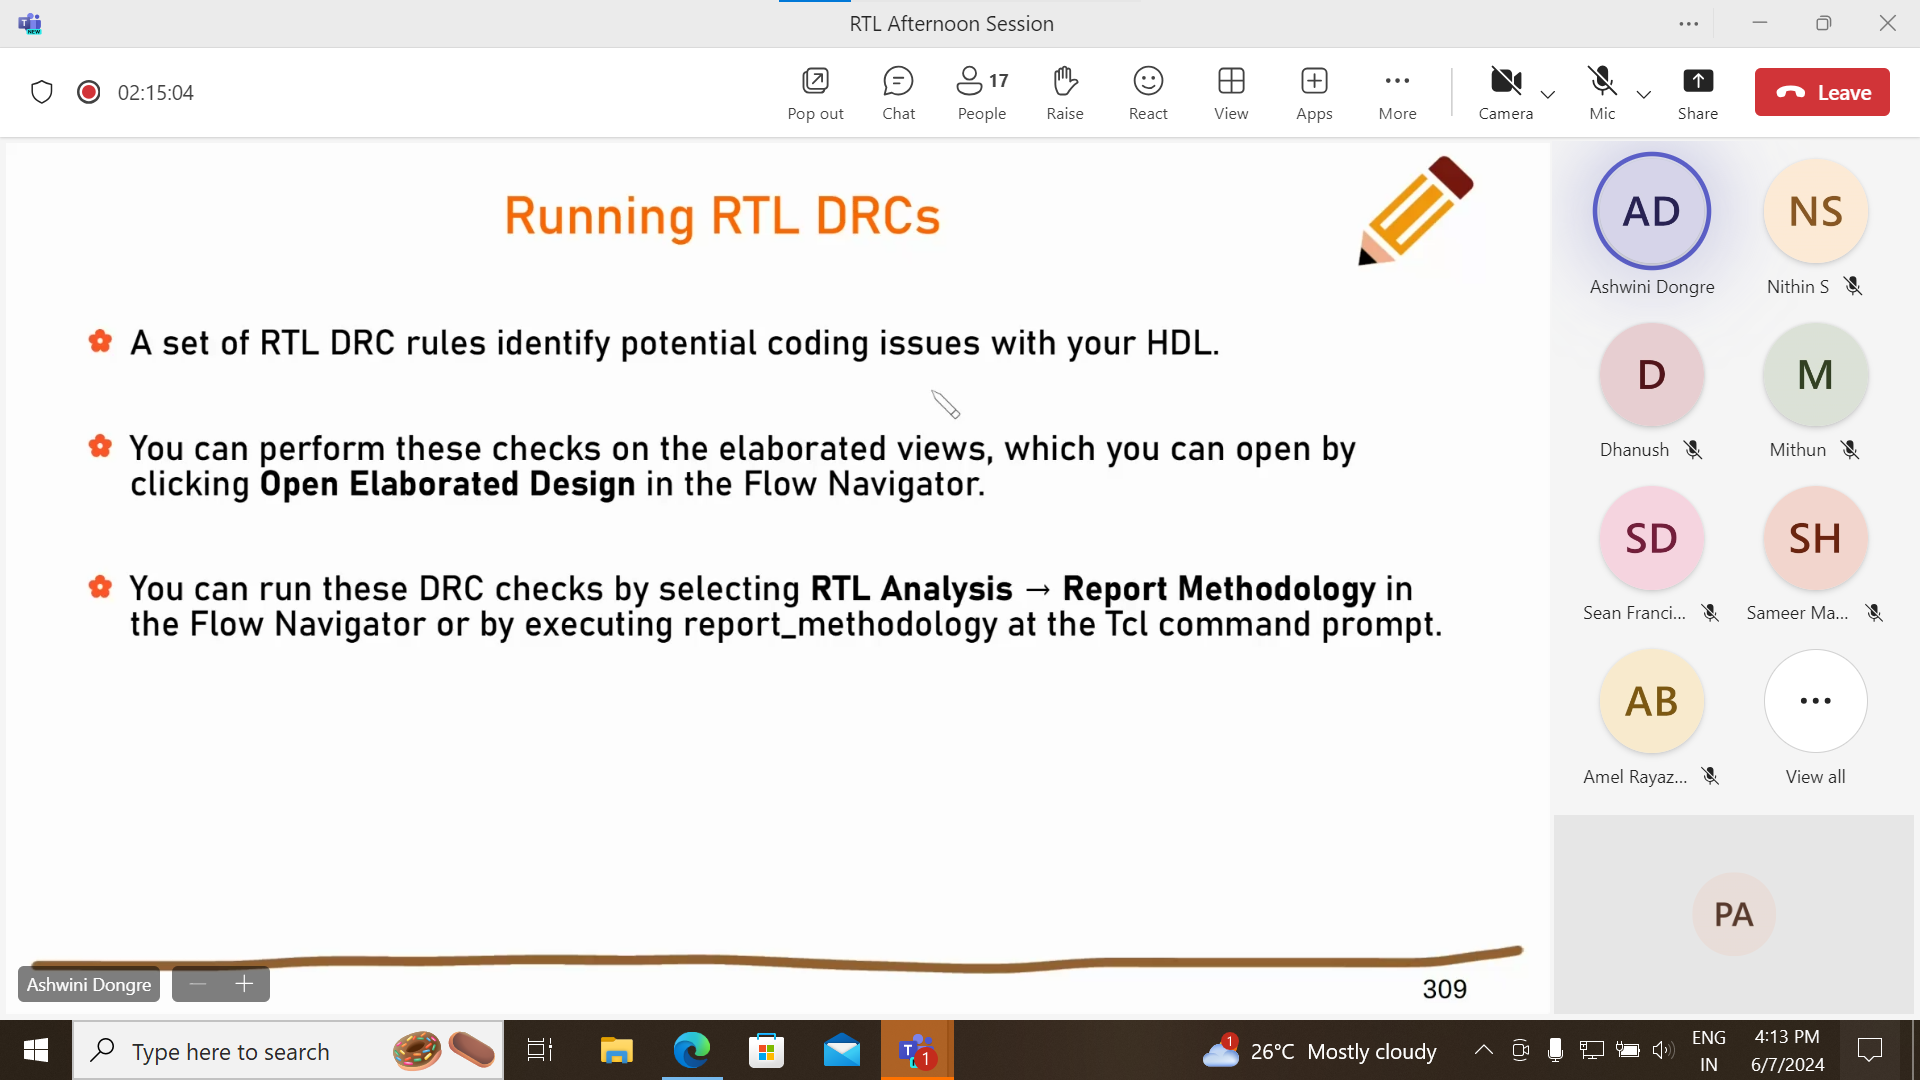 RTL Afternoon Session
NEW
02:15:04
Pop out
Chat
17
People
Raise
React
View
Apps
More
Camera
Mic
Share
Leave
Running RTL DRCs
A set of RTL DRC rules identify potential coding issues with your HDL.
You can perform these checks on the elaborated views, which you can open by
clicking Open Elaborated Design in the Flow Navigator.
You can run these DRC checks by selecting RTL Analysis → Report Methodology in
the Flow Navigator or by executing report_methodology at the Tcl command prompt.
309
Ashwini Dongre
AD
Ashwini Dongre
NS
Nithin S
D
Dhanush
M
Mithun
SD
Sean Franci...
SH
Sameer Ma...
AB
Amel Rayaz...
View all
PA
Type here to search
T
1
1
26°C Mostly cloudy
ENG
IN
4:13 PM
6/7/2024